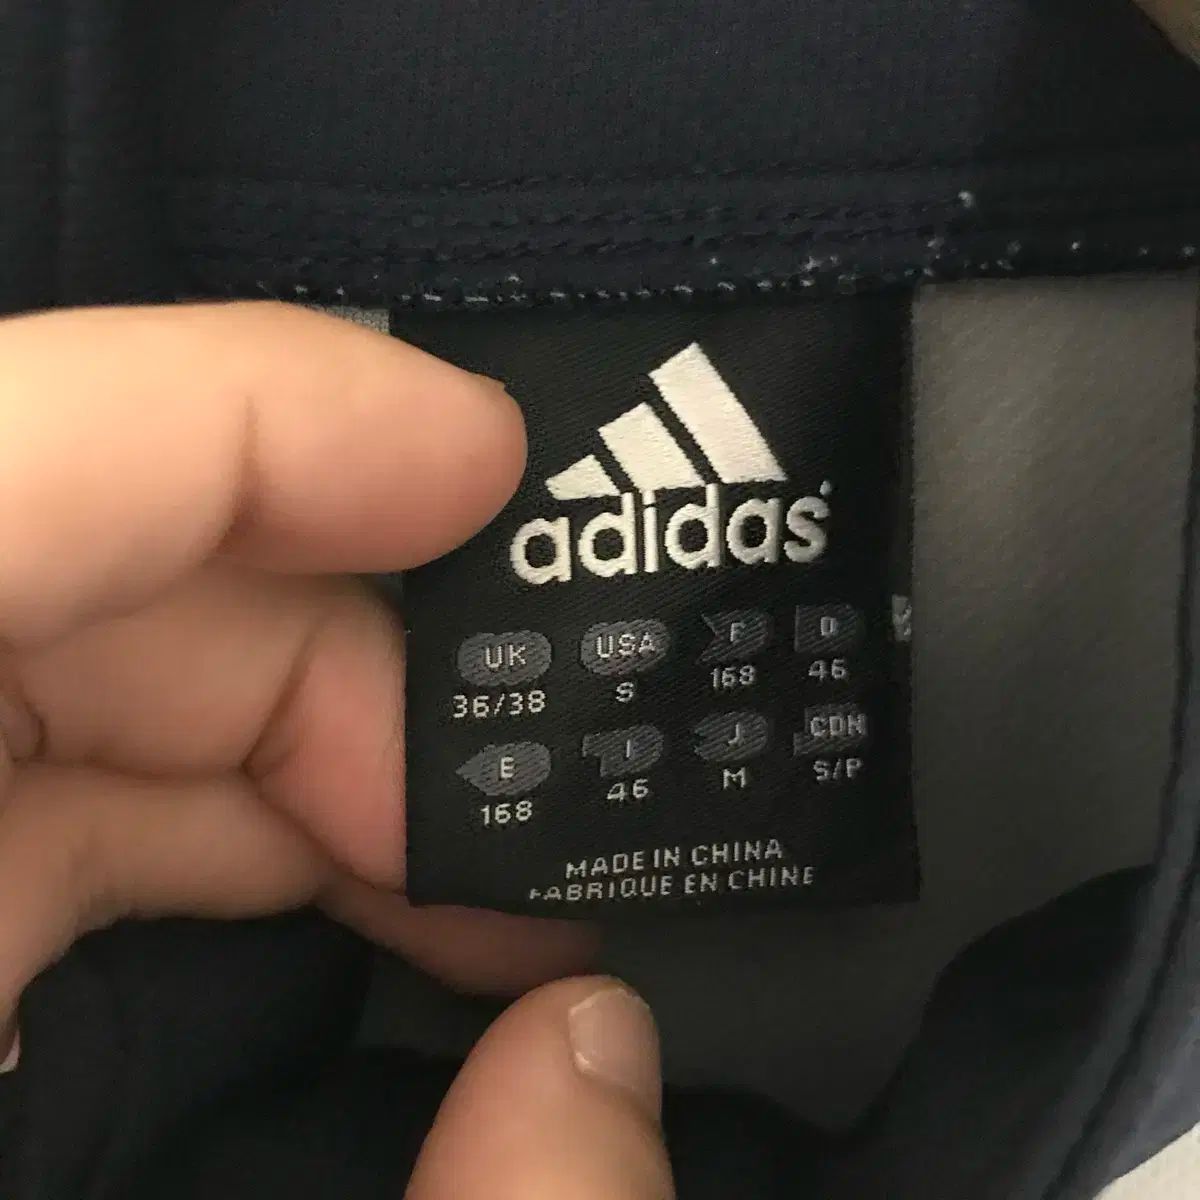 adidas
UK USA F D
36/38 S 168 46
E I J CDN
168 46 M S/P
MADE IN CHINA
FABRIQUE EN CHINE